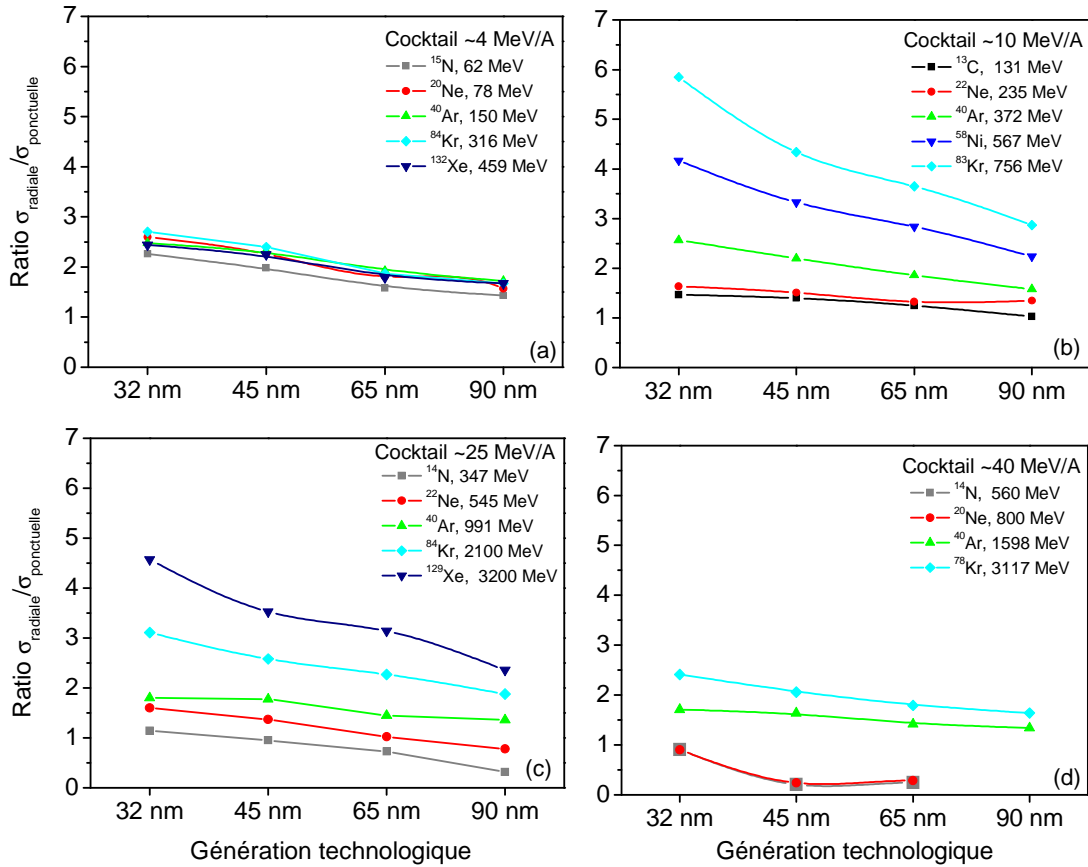 Cocktail ~4 MeV/A
15N, 62 MeV
20Ne, 78 MeV
40Ar, 150 MeV
84Kr, 316 MeV
132Xe, 459 MeV
7
6
5
4
3
2
1
0
Ratio σradiale/σponctuelle
32 nm 45 nm 65 nm 90 nm
(a)
Cocktail ~10 MeV/A
13C, 131 MeV
22Ne, 235 MeV
40Ar, 372 MeV
58Ni, 567 MeV
83Kr, 756 MeV
7
6
5
4
3
2
1
0
32 nm 45 nm 65 nm 90 nm
(b)
Cocktail ~25 MeV/A
14N, 347 MeV
22Ne, 545 MeV
40Ar, 991 MeV
84Kr, 2100 MeV
129Xe, 3200 MeV
7
6
5
4
3
2
1
0
Ratio σradiale/σponctuelle
32 nm 45 nm 65 nm 90 nm
Génération technologique
(c)
Cocktail ~40 MeV/A
14N, 560 MeV
20Ne, 800 MeV
40Ar, 1598 MeV
78Kr, 3117 MeV
7
6
5
4
3
2
1
0
32 nm 45 nm 65 nm 90 nm
Génération technologique
(d)